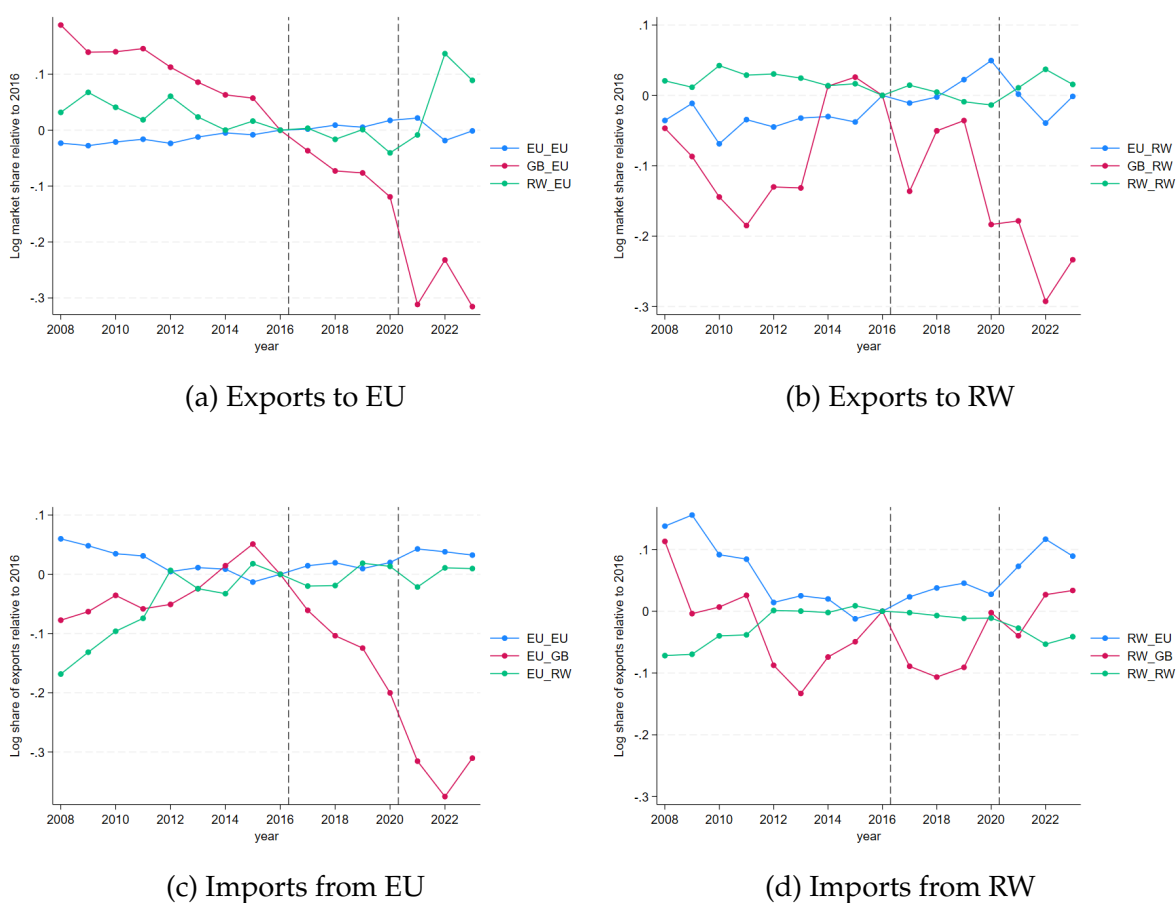 Log market share relative to 2016
.1
0
-.1
-.2
-.3
2008 2010 2012 2014 2016 2018 2020 2022
year
EU_EU
GB_EU
RW_EU
(a) Exports to EU
Log market share relative to 2016
.1
0
-.1
-.2
-.3
2008 2010 2012 2014 2016 2018 2020 2022
year
EU_RW
GB_RW
RW_RW
(b) Exports to RW
Log share of exports relative to 2016
.1
0
-.1
-.2
-.3
2008 2010 2012 2014 2016 2018 2020 2022
year
EU_EU
EU_GB
EU_RW
(c) Imports from EU
Log share of exports relative to 2016
.1
0
-.1
-.2
-.3
2008 2010 2012 2014 2016 2018 2020 2022
year
RW_EU
RW_GB
RW_RW
(d) Imports from RW